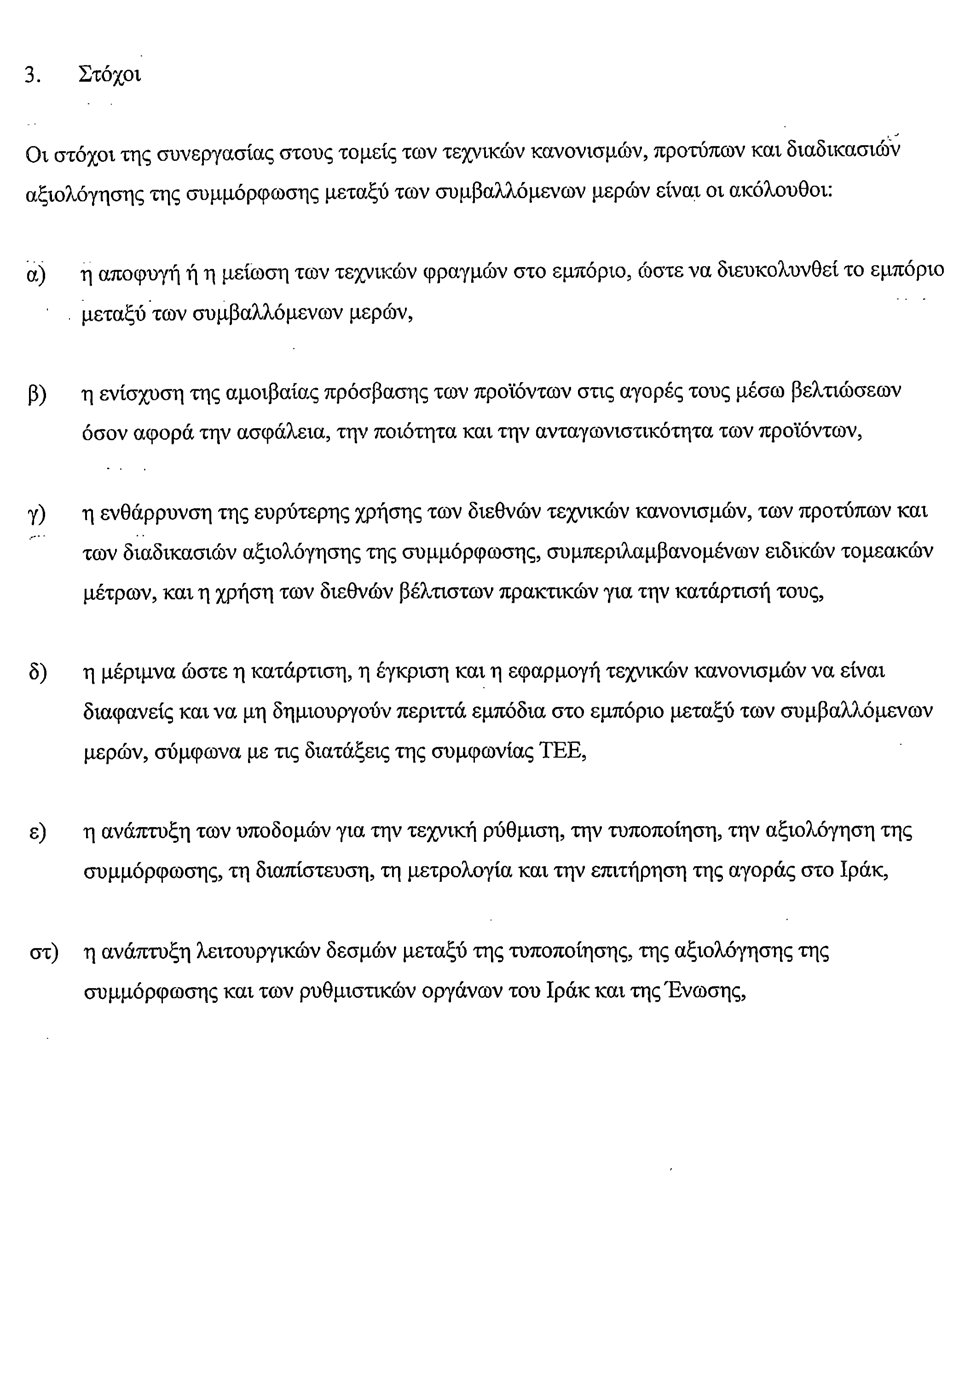 3. Στόχοι
Οι στόχοι της συνεργασίας στους τομείς των τεχνικών κανονισμών, προτύπων και διαδικασιών
αξιολόγησης της συμμόρφωσης μεταξύ των συμβαλλόμενων μερών είναι οι ακόλουθοι:
α) η αποφυγή ή η μείωση των τεχνικών φραγμών στο εμπόριο, ώστε να διευκολυνθεί το εμπόριο
μεταξύ των συμβαλλόμενων μερών,
β) η ενίσχυση της αμοιβαίας πρόσβασης των προϊόντων στις αγορές τους μέσω βελτιώσεων
όσον αφορά την ασφάλεια, την ποιότητα και την ανταγωνιστικότητα των προϊόντων,
γ) η ενθάρρυνση της ευρύτερης χρήσης των διεθνών τεχνικών κανονισμών, των προτύπων και
των διαδικασιών αξιολόγησης της συμμόρφωσης, συμπεριλαμβανομένων ειδικών τομεακών
μέτρων, και η χρήση των διεθνών βέλτιστων πρακτικών για την κατάρτισή τους,
δ) η μέριμνα ώστε η κατάρτιση, η έγκριση και η εφαρμογή τεχνικών κανονισμών να είναι
διαφανείς και να μη δημιουργούν περιττά εμπόδια στο εμπόριο μεταξύ των συμβαλλόμενων
μερών, σύμφωνα με τις διατάξεις της συμφωνίας ΤΕΕ,
ε) η ανάπτυξη των υποδομών για την τεχνική ρύθμιση, την τυποποίηση, την αξιολόγηση της
συμμόρφωσης, τη διαπίστευση, τη μετρολογία και την επιτήρηση της αγοράς στο Ιράκ,
στ) η ανάπτυξη λειτουργικών δεσμών μεταξύ της τυποποίησης, της αξιολόγησης της
συμμόρφωσης και των ρυθμιστικών οργάνων του Ιράκ και της Ένωσης,